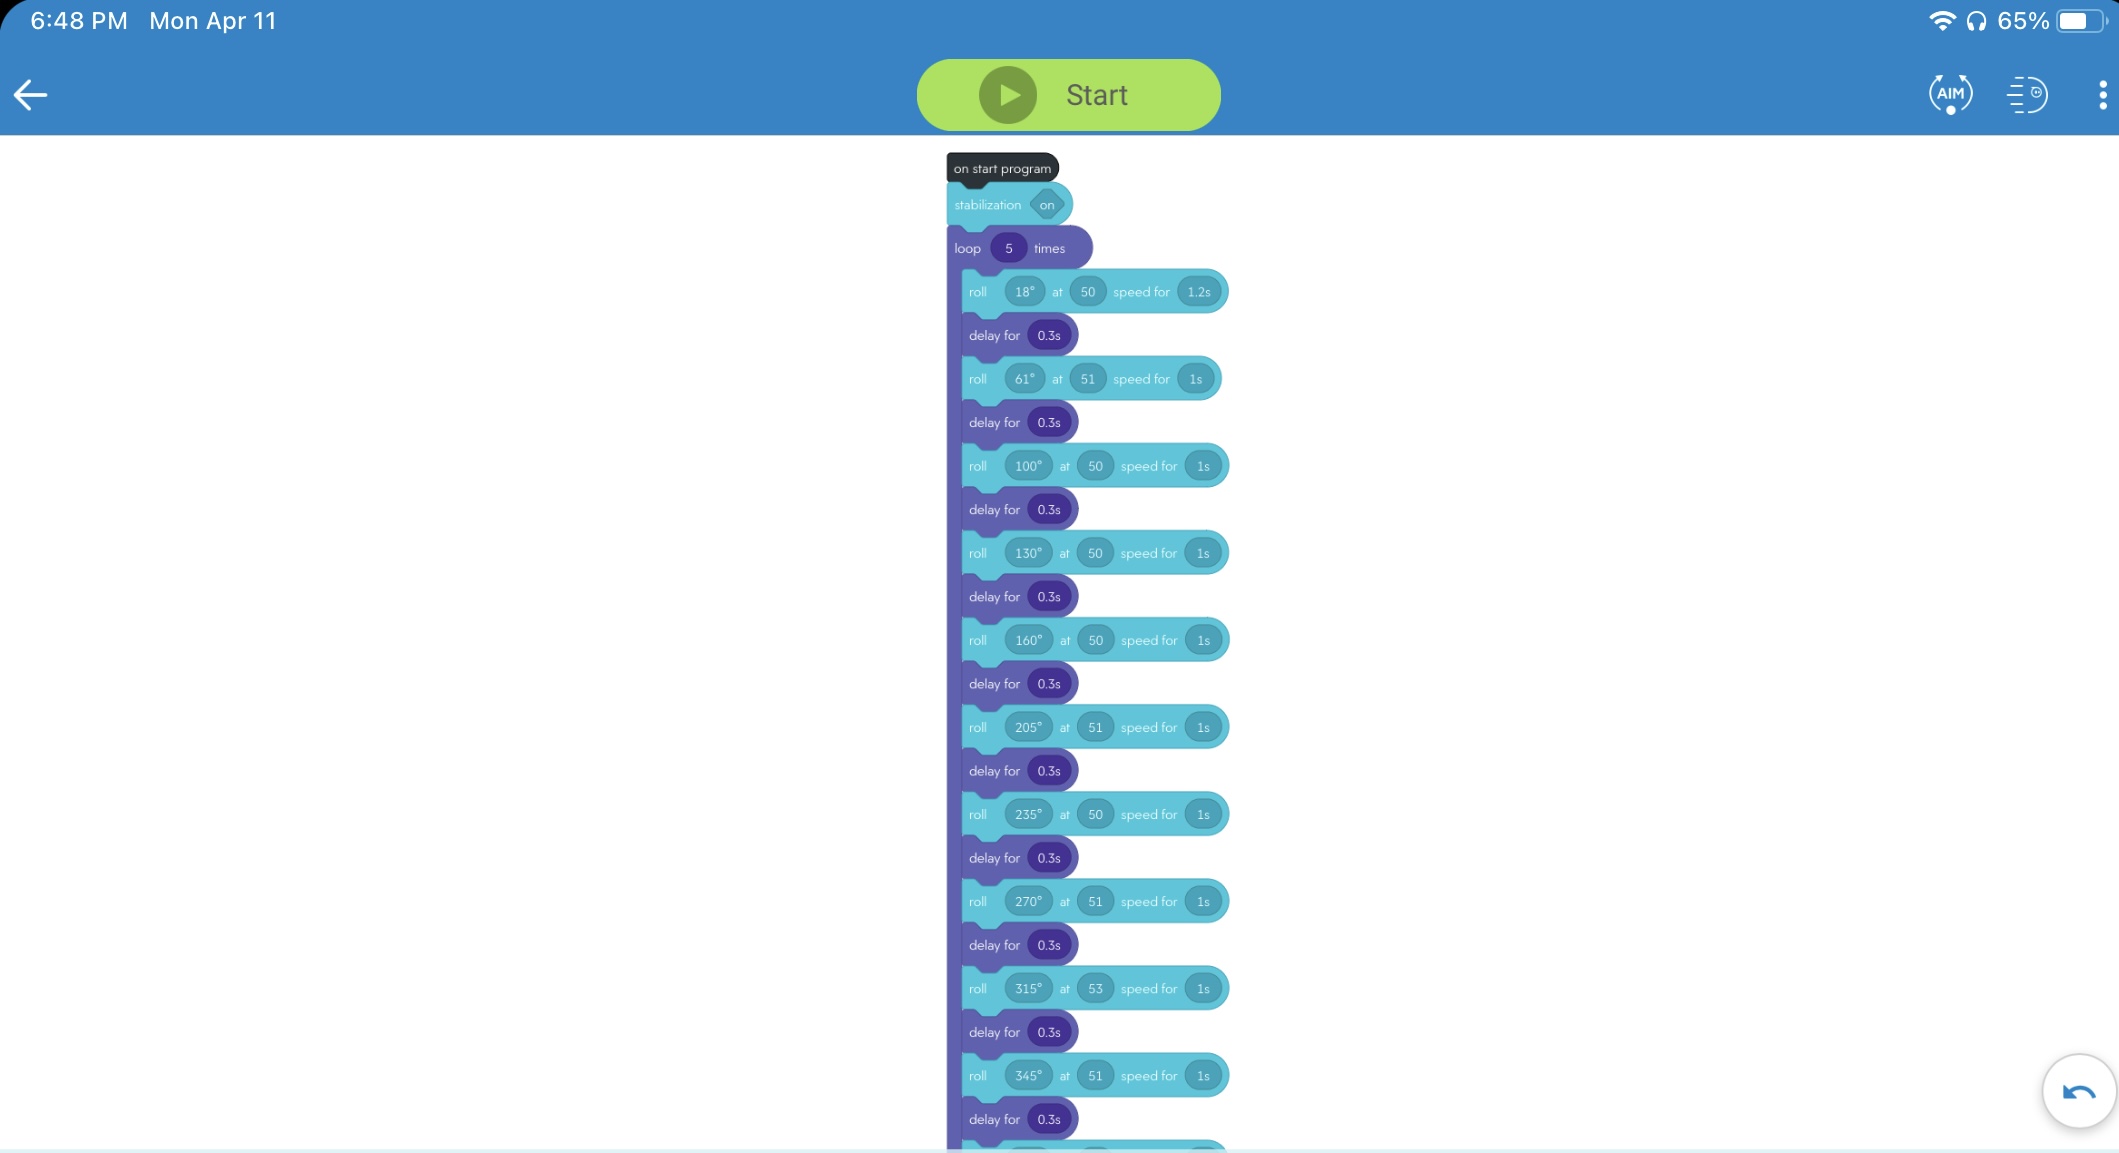 6:48 PM Mon Apr 11 65%
Start
AIM
on start program
stabilization on
loop 5 times
roll 18° at 50 speed for 1.2s
delay for 0.3s
roll 61° at 51 speed for 1s
delay for 0.3s
roll 100° at 50 speed for 1s
delay for 0.3s
roll 130° at 50 speed for 1s
delay for 0.3s
roll 160° at 50 speed for 1s
delay for 0.3s
roll 205° at 51 speed for 1s
delay for 0.3s
roll 235° at 50 speed for 1s
delay for 0.3s
roll 270° at 51 speed for 1s
delay for 0.3s
roll 315° at 53 speed for 1s
delay for 0.3s
roll 345° at 51 speed for 1s
delay for 0.3s